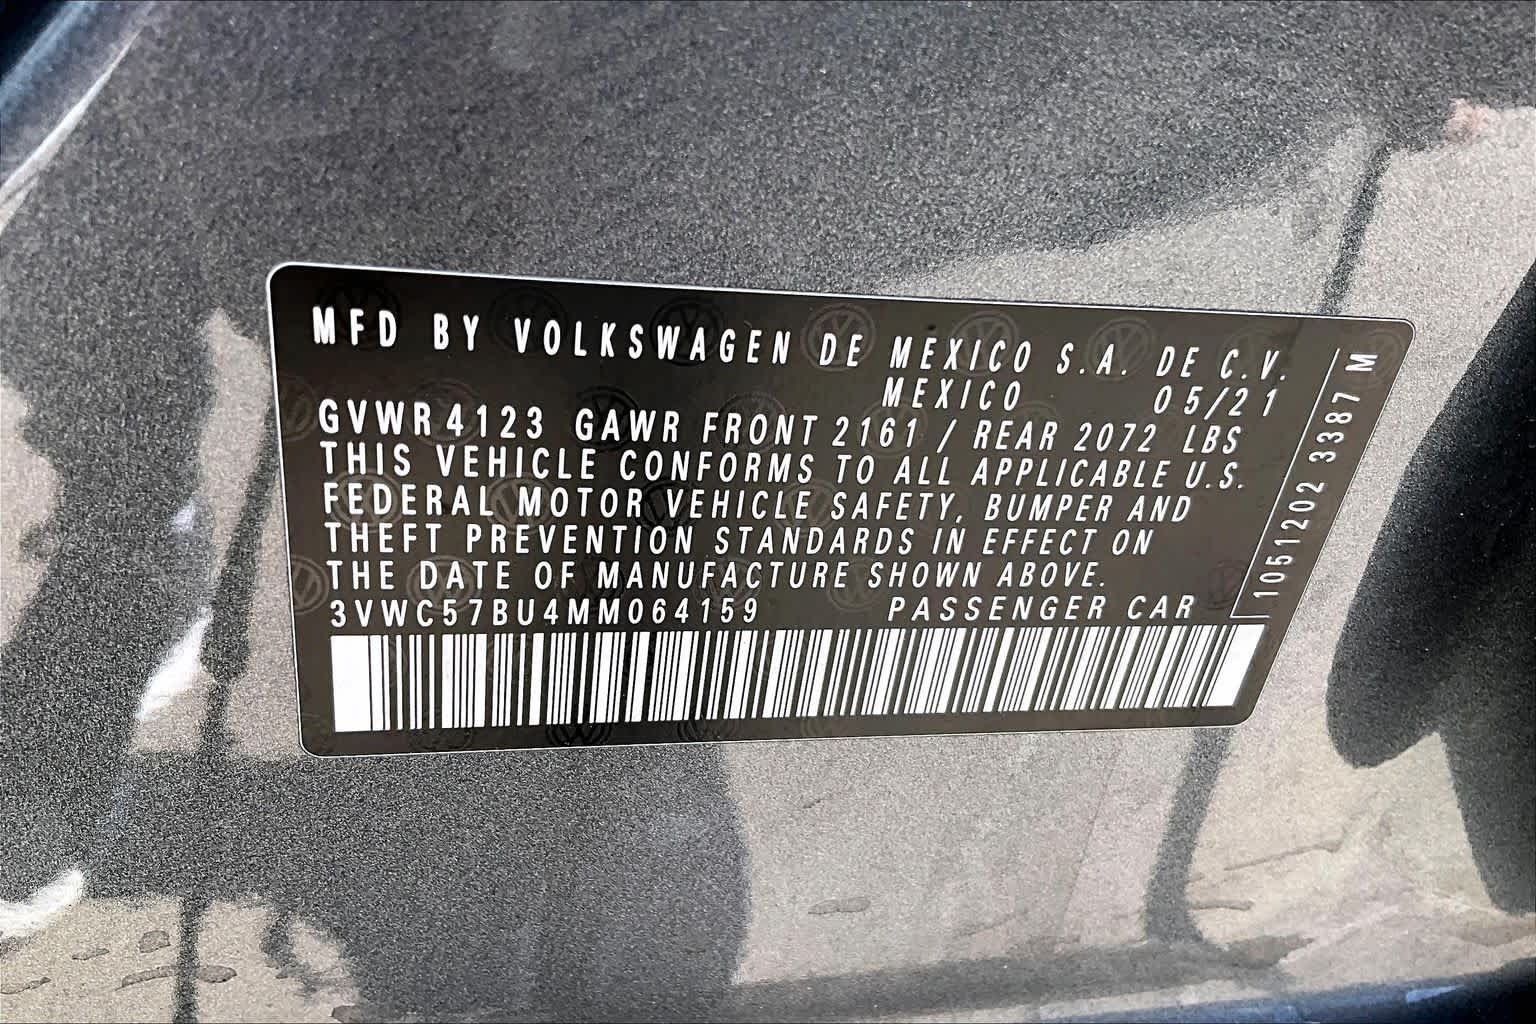 MFD BY VOLKSWAGEN DE MEXICO S.A. DE C.V.
MEXICO 05/21
GVWR 4123 GAWR FRONT 2161 / REAR 2072 LBS
THIS VEHICLE CONFORMS TO ALL APPLICABLE U.S.
FEDERAL MOTOR VEHICLE SAFETY, BUMPER AND
THEFT PREVENTION STANDARDS IN EFFECT ON
THE DATE OF MANUFACTURE SHOWN ABOVE.
3VWC57BU4MM064159 PASSENGER CAR
1051202 3387 M